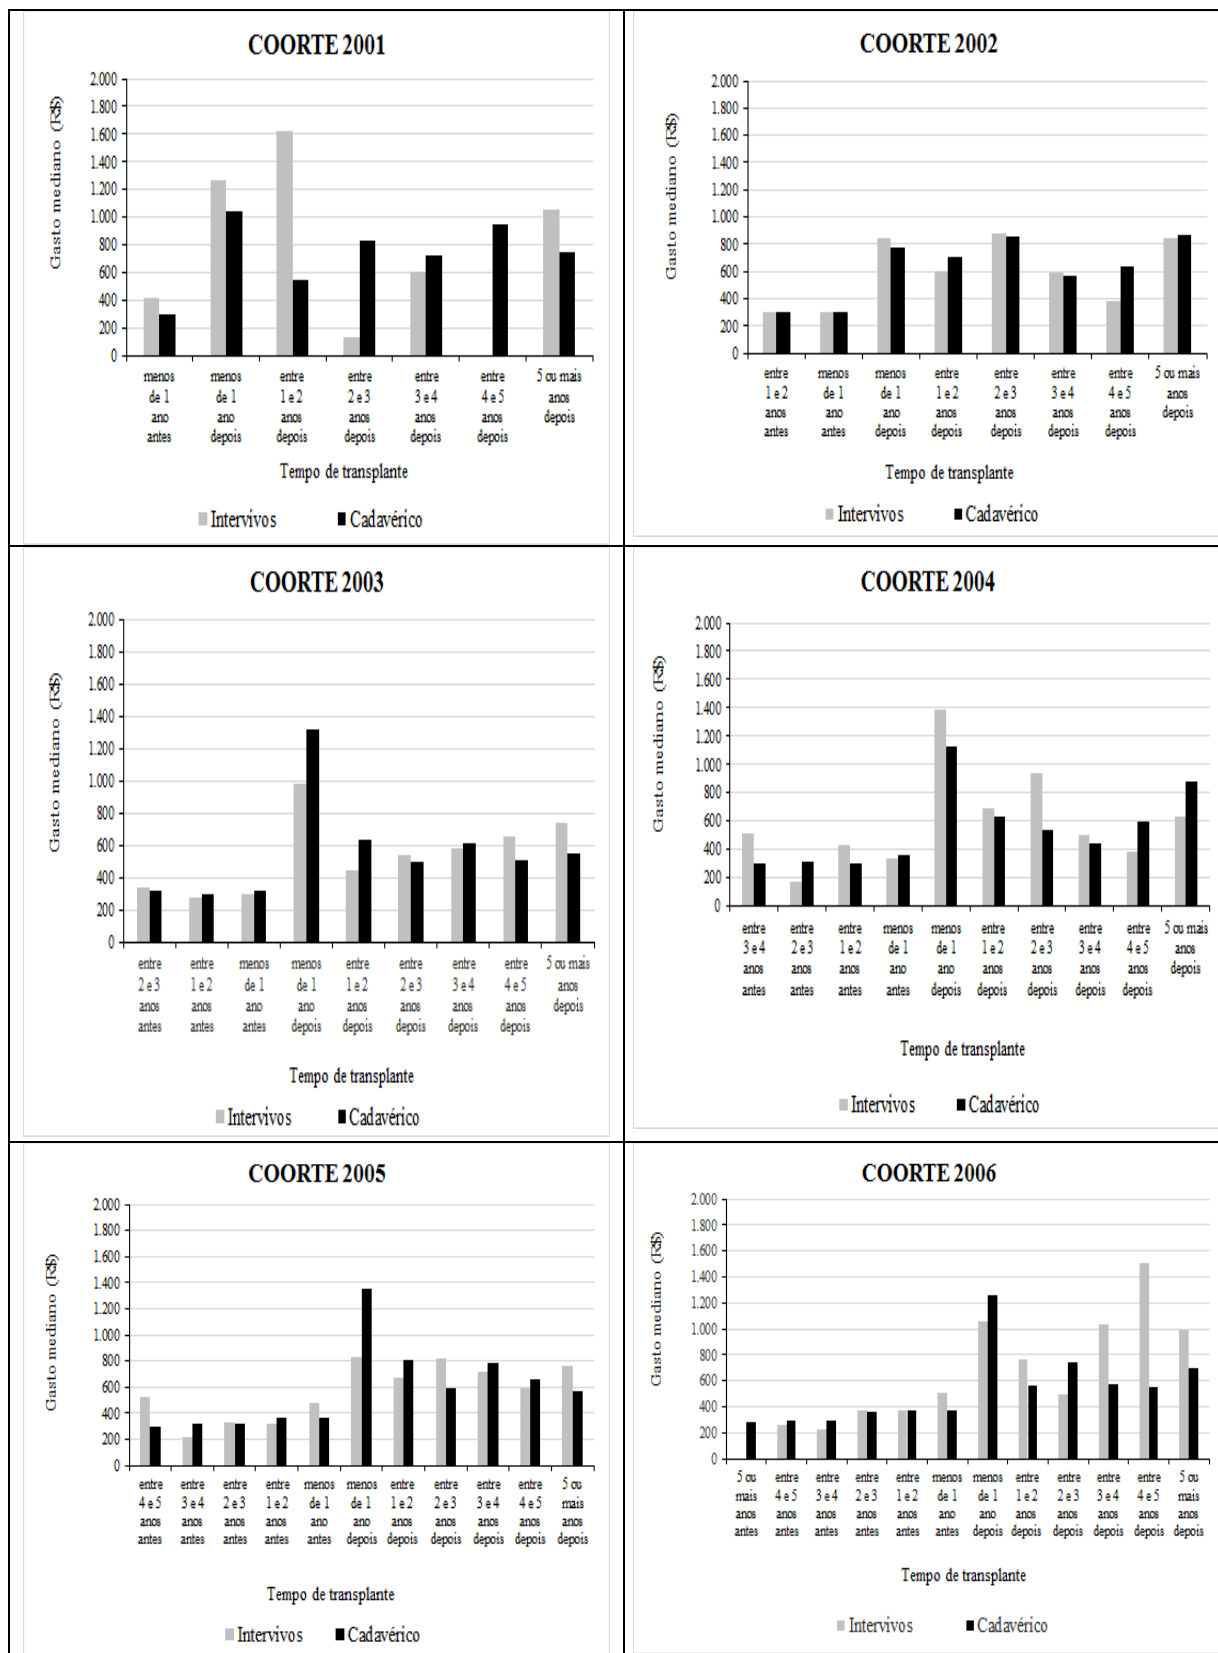 COORTE 2001
Gasto mediano (R$)
2.000
1.800
1.600
1.400
1.200
1.000
800
600
400
200
0
menos de 1 ano antes
menos de 1 ano depois
entre 1 e 2 anos depois
entre 2 e 3 anos depois
entre 3 e 4 anos depois
entre 4 e 5 anos depois
5 ou mais anos depois
Tempo de transplante
Intervivos Cadavérico
COORTE 2002
Gasto mediano (R$)
2.000
1.800
1.600
1.400
1.200
1.000
800
600
400
200
0
entre 1 e 2 anos antes
menos de 1 ano antes
menos de 1 ano depois
entre 1 e 2 anos depois
entre 2 e 3 anos depois
entre 3 e 4 anos depois
entre 4 e 5 anos depois
5 ou mais anos depois
Tempo de transplante
Intervivos Cadavérico
COORTE 2003
Gasto mediano (R$)
2.000
1.800
1.600
1.400
1.200
1.000
800
600
400
200
0
entre 2 e 3 anos antes
entre 1 e 2 anos antes
menos de 1 ano antes
menos de 1 ano depois
entre 1 e 2 anos depois
entre 2 e 3 anos depois
entre 3 e 4 anos depois
entre 4 e 5 anos depois
5 ou mais anos depois
Tempo de transplante
Intervivos Cadavérico
COORTE 2004
Gasto mediano (R$)
2.000
1.800
1.600
1.400
1.200
1.000
800
600
400
200
0
entre 3 e 4 anos antes
entre 2 e 3 anos antes
entre 1 e 2 anos antes
menos de 1 ano antes
menos de 1 ano depois
entre 1 e 2 anos depois
entre 2 e 3 anos depois
entre 3 e 4 anos depois
entre 4 e 5 anos depois
5 ou mais anos depois
Tempo de transplante
Intervivos Cadavérico
COORTE 2005
Gasto mediano (R$)
2.000
1.800
1.600
1.400
1.200
1.000
800
600
400
200
0
entre 4 e 5 anos antes
entre 3 e 4 anos antes
entre 2 e 3 anos antes
entre 1 e 2 anos antes
menos de 1 ano antes
menos de 1 ano depois
entre 1 e 2 anos depois
entre 2 e 3 anos depois
entre 3 e 4 anos depois
entre 4 e 5 anos depois
5 ou mais anos depois
Tempo de transplante
Intervivos Cadavérico
COORTE 2006
Gasto mediano (R$)
2.000
1.800
1.600
1.400
1.200
1.000
800
600
400
200
0
5 ou mais anos antes
entre 4 e 5 anos antes
entre 3 e 4 anos antes
entre 2 e 3 anos antes
entre 1 e 2 anos antes
menos de 1 ano antes
menos de 1 ano depois
entre 1 e 2 anos depois
entre 2 e 3 anos depois
entre 3 e 4 anos depois
entre 4 e 5 anos depois
5 ou mais anos depois
Tempo de transplante
Intervivos Cadavérico